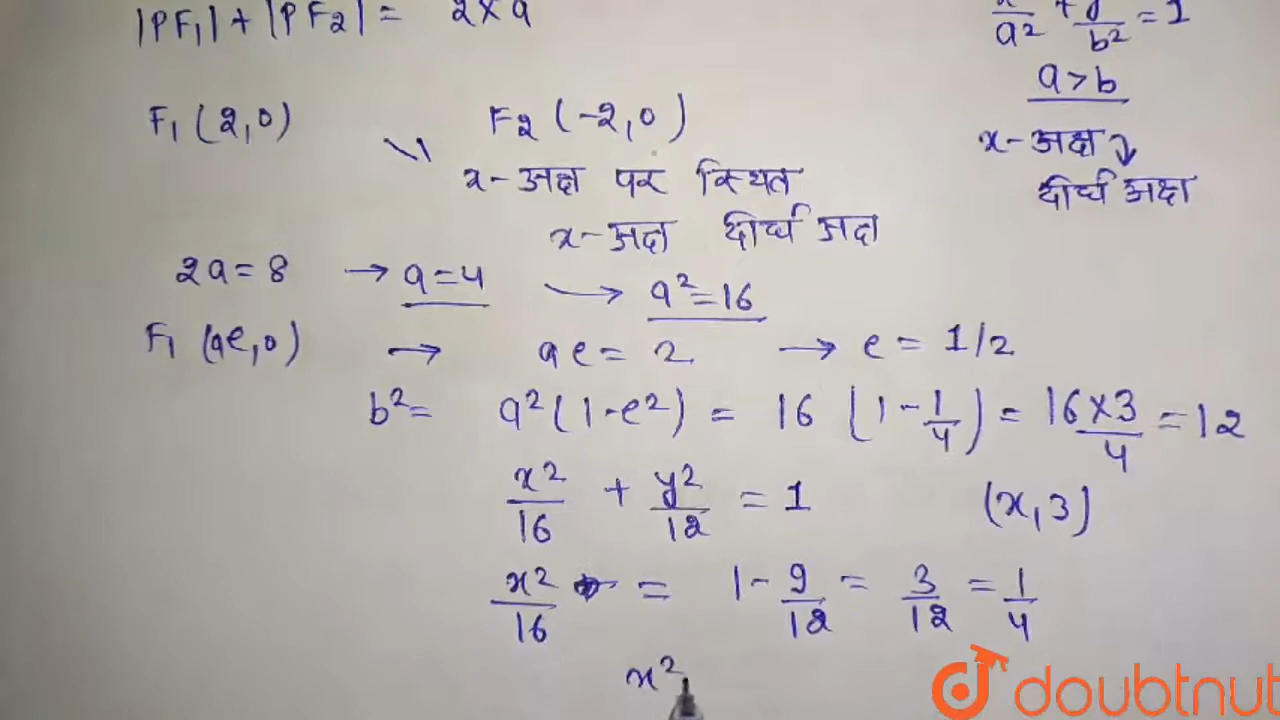 |PF₁| + |PF₂| = 2×a
x²/a² + y²/b² = 1
a>b
F₁(2,0) F₂(-2,0)
x-अक्ष
x-अक्ष पर स्थित
दीर्घ अक्ष
x-अक्ष दीर्घ अक्ष
2a=8 → a=4 → a²=16
F₁(ae,0) → ae=2 → e=1/2
b²= a²(1-e²) = 16(1-1/4) = 16×3/4 =12
x²/16 + y²/12 = 1 (x,3)
x²/16 = 1-9/12 = 3/12 = 1/4
x²
doubtnut